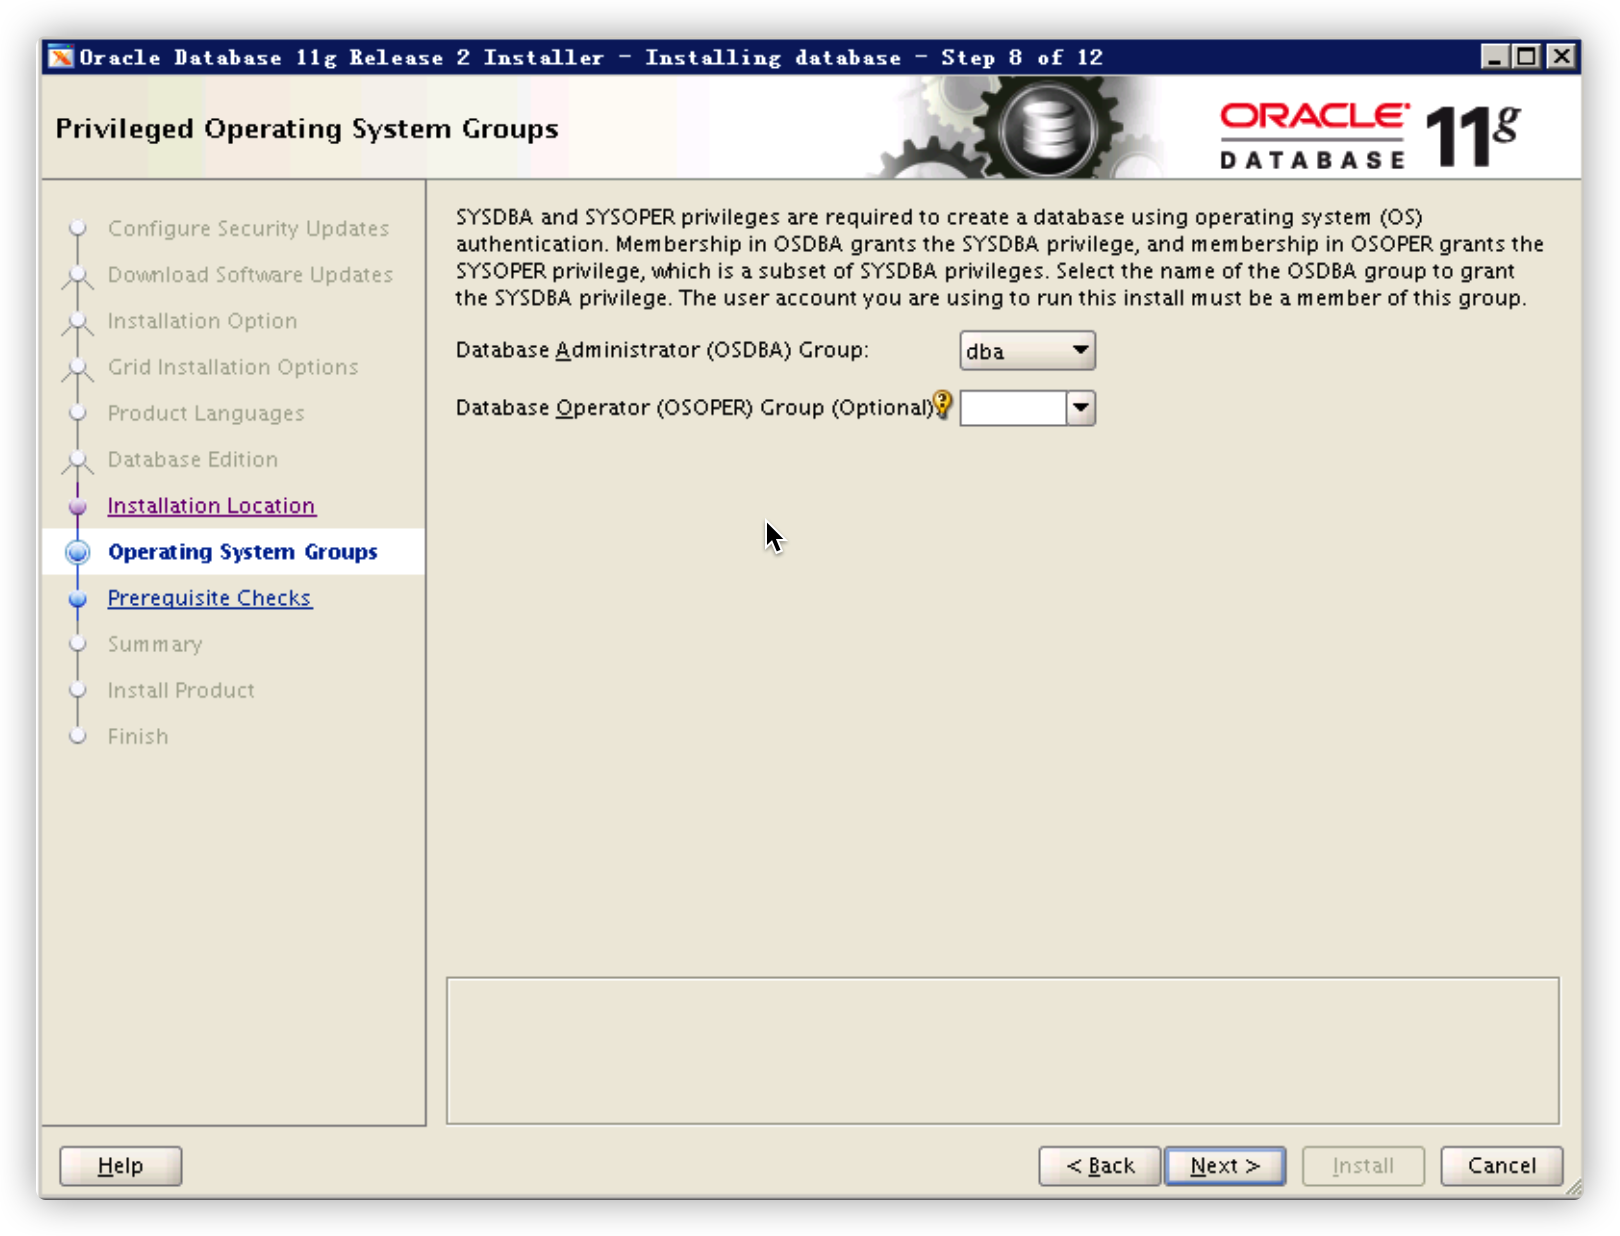 Oracle Database 11g Release 2 Installer - Installing database - Step 8 of 12
Privileged Operating System Groups
ORACLE
DATABASE
11g
Configure Security Updates
Download Software Updates
Installation Option
Grid Installation Options
Product Languages
Database Edition
Installation Location
Operating System Groups
Prerequisite Checks
Summary
Install Product
Finish
SYSDBA and SYSOPER privileges are required to create a database using operating system (OS)
authentication. Membership in OSDBA grants the SYSDBA privilege, and membership in OSOPER grants the
SYSOPER privilege, which is a subset of SYSDBA privileges. Select the name of the OSDBA group to grant
the SYSDBA privilege. The user account you are using to run this install must be a member of this group.
Database Administrator (OSDBA) Group: dba
Database Operator (OSOPER) Group (Optional)
Help
< Back
Next >
Install
Cancel